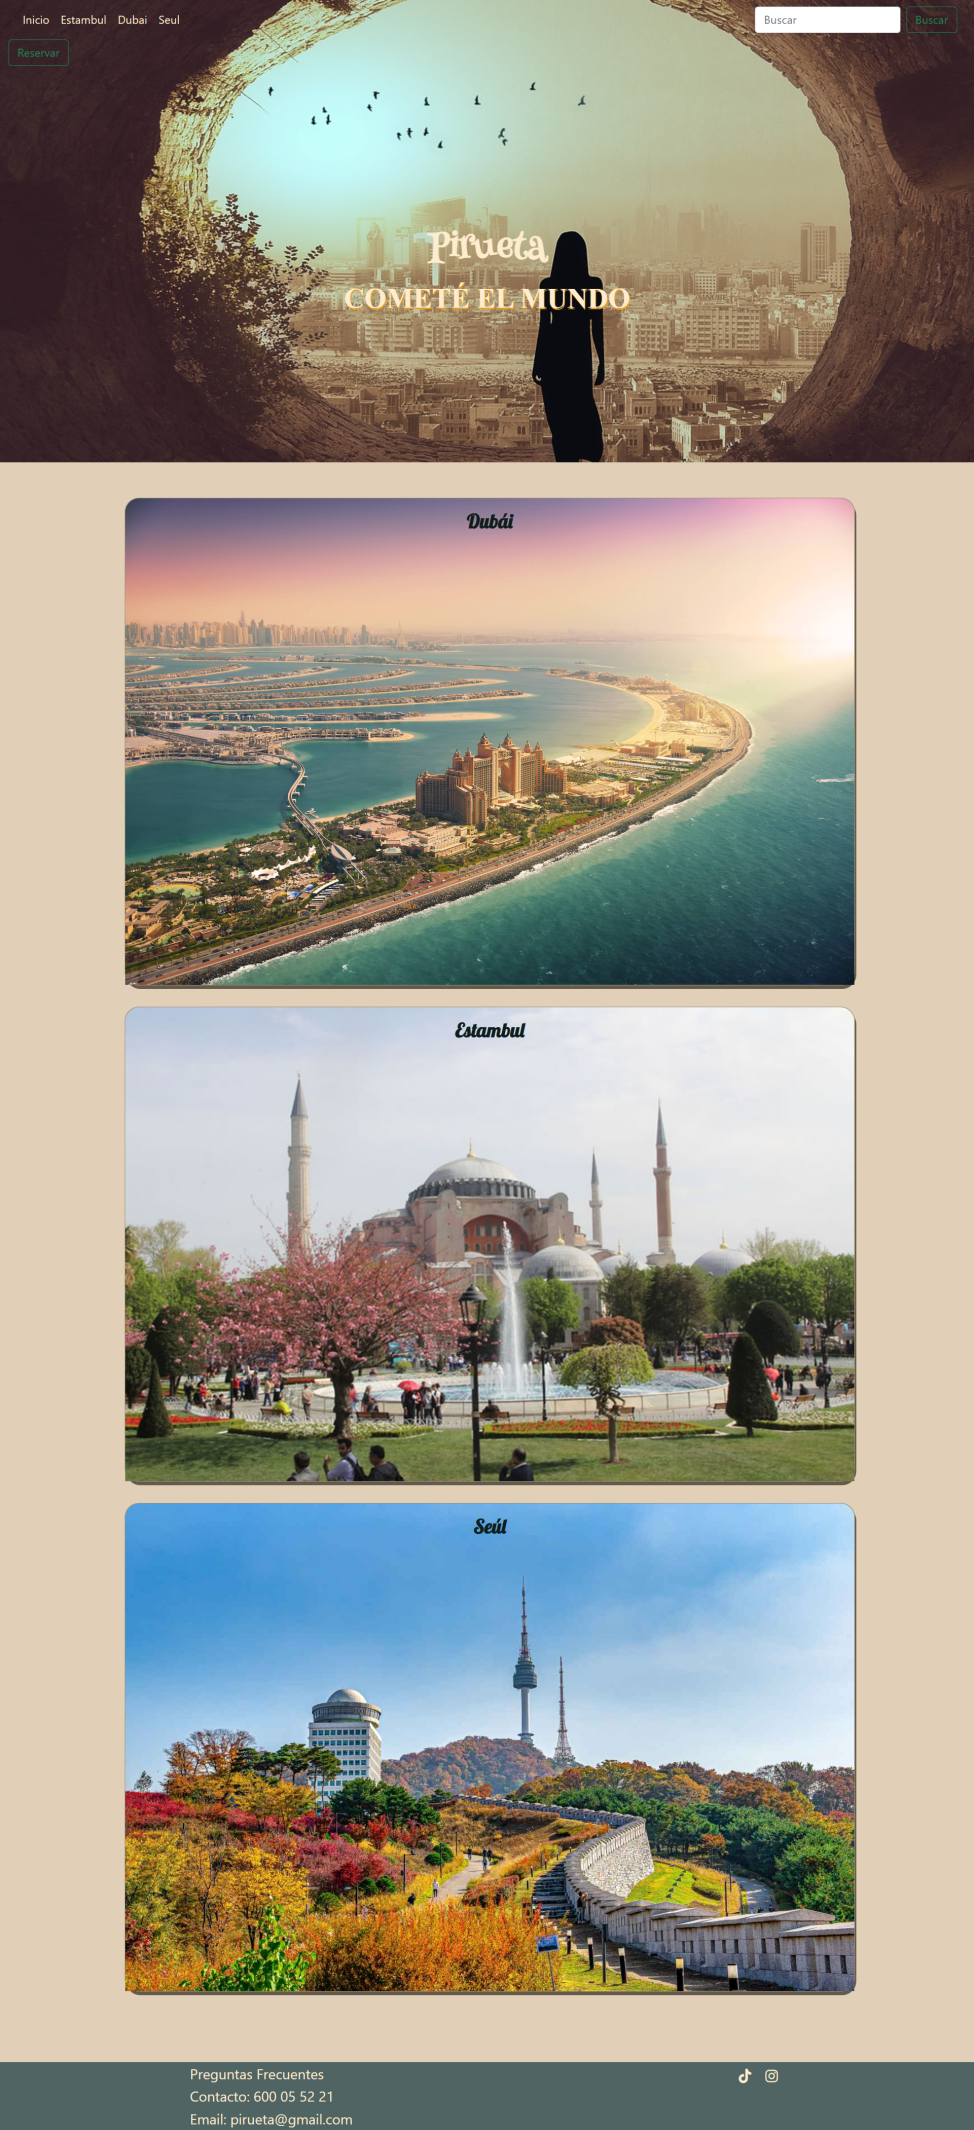 Inicio Estambul Dubai Seul Buscar Buscar
Reservar
Pirueta
COMETÉ EL MUNDO
Dubái
Estambul
Seúl
Preguntas Frecuentes
Contacto: 600 05 52 21
Email: pirueta@gmail.com